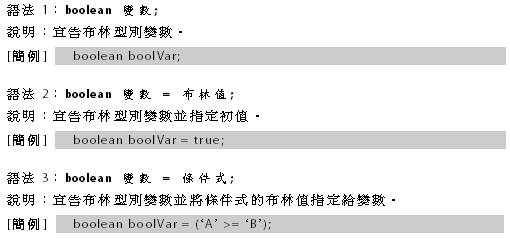 語法 1：boolean 變數;
說明：宣告布林型別變數。
[簡例] boolean boolVar;
語法 2：boolean 變數 = 布林值;
說明：宣告布林型別變數並指定初值。
[簡例] boolean boolVar = true;
語法 3：boolean 變數 = 條件式;
說明：宣告布林型別變數並將條件式的布林值指定給變數。
[簡例] boolean boolVar = (‘A’ >= ‘B’);